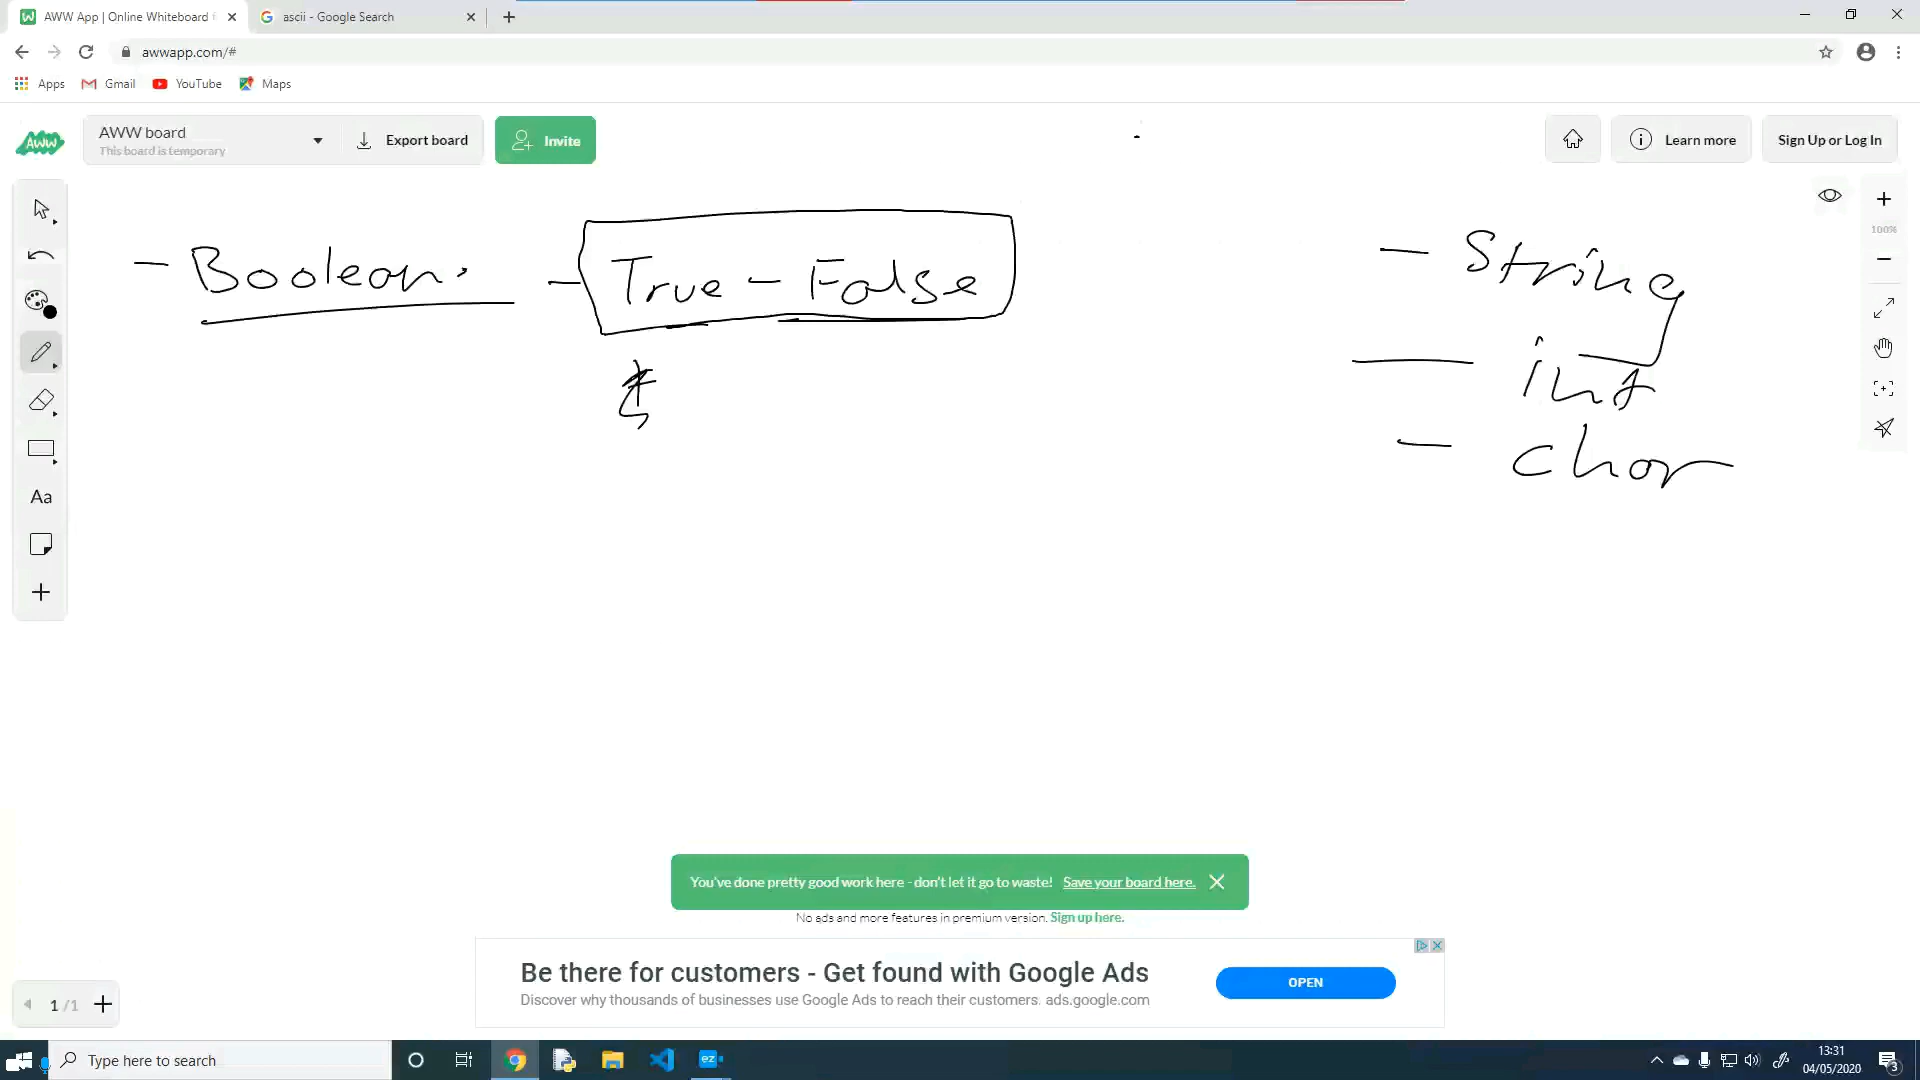 AWW App | Online Whiteboard f
ascii - Google Search
awwapp.com/#
Apps Gmail YouTube Maps
AWW
AWW board
This board is temporary
Export board
Invite
Learn more
Sign Up or Log In
100%
Aa
- Boolean. - True - False
- String
- int
- char
You've done pretty good work here - don't let it go to waste! Save your board here.
No ads and more features in premium version. Sign up here.
Be there for customers - Get found with Google Ads
Discover why thousands of businesses use Google Ads to reach their customers. ads.google.com
OPEN
1 /1
Type here to search
ez
13:31
04/05/2020
3